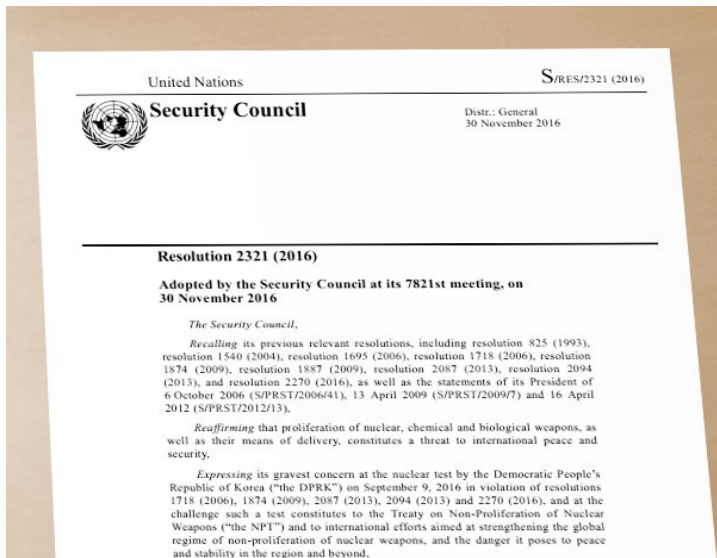 United Nations
S/RES/2321 (2016)
Security Council
Distr.: General
30 November 2016
Resolution 2321 (2016)
Adopted by the Security Council at its 7821st meeting, on
30 November 2016
The Security Council,
Recalling its previous relevant resolutions, including resolution 825 (1993),
resolution 1540 (2004), resolution 1695 (2006), resolution 1718 (2006), resolution
1874 (2009), resolution 1887 (2009), resolution 2087 (2013), resolution 2094
(2013), and resolution 2270 (2016), as well as the statements of its President of
6 October 2006 (S/PRST/2006/41), 13 April 2009 (S/PRST/2009/7) and 16 April
2012 (S/PRST/2012/13),
Reaffirming that proliferation of nuclear, chemical and biological weapons, as
well as their means of delivery, constitutes a threat to international peace and
security,
Expressing its gravest concern at the nuclear test by the Democratic People's
Republic of Korea ("the DPRK") on September 9, 2016 in violation of resolutions
1718 (2006), 1874 (2009), 2087 (2013), 2094 (2013) and 2270 (2016), and at the
challenge such a test constitutes to the Treaty on Non-Proliferation of Nuclear
Weapons ("the NPT") and to international efforts aimed at strengthening the global
regime of non-proliferation of nuclear weapons, and the danger it poses to peace
and stability in the region and beyond,